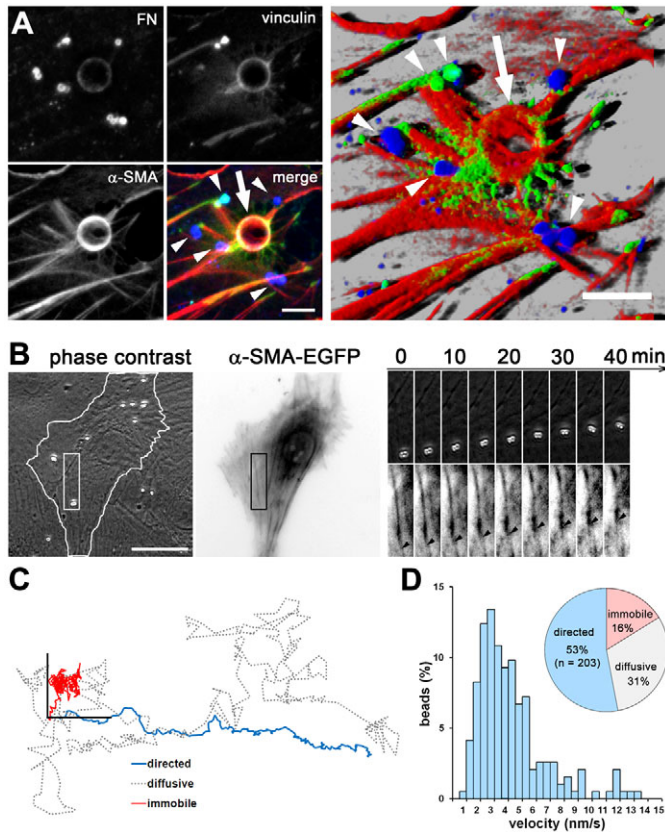 A
FN
vinculin
α-SMA
merge
B
phase contrast
α-SMA-EGFP
0 10 20 30 40 min
C
directed
diffusive
immobile
D
beads (%)
15
10
5
0
directed
53%
(n = 203)
immobile
16%
diffusive
31%
1 2 3 4 5 6 7 8 9 10 11 12 13 14 15
velocity (nm/s)